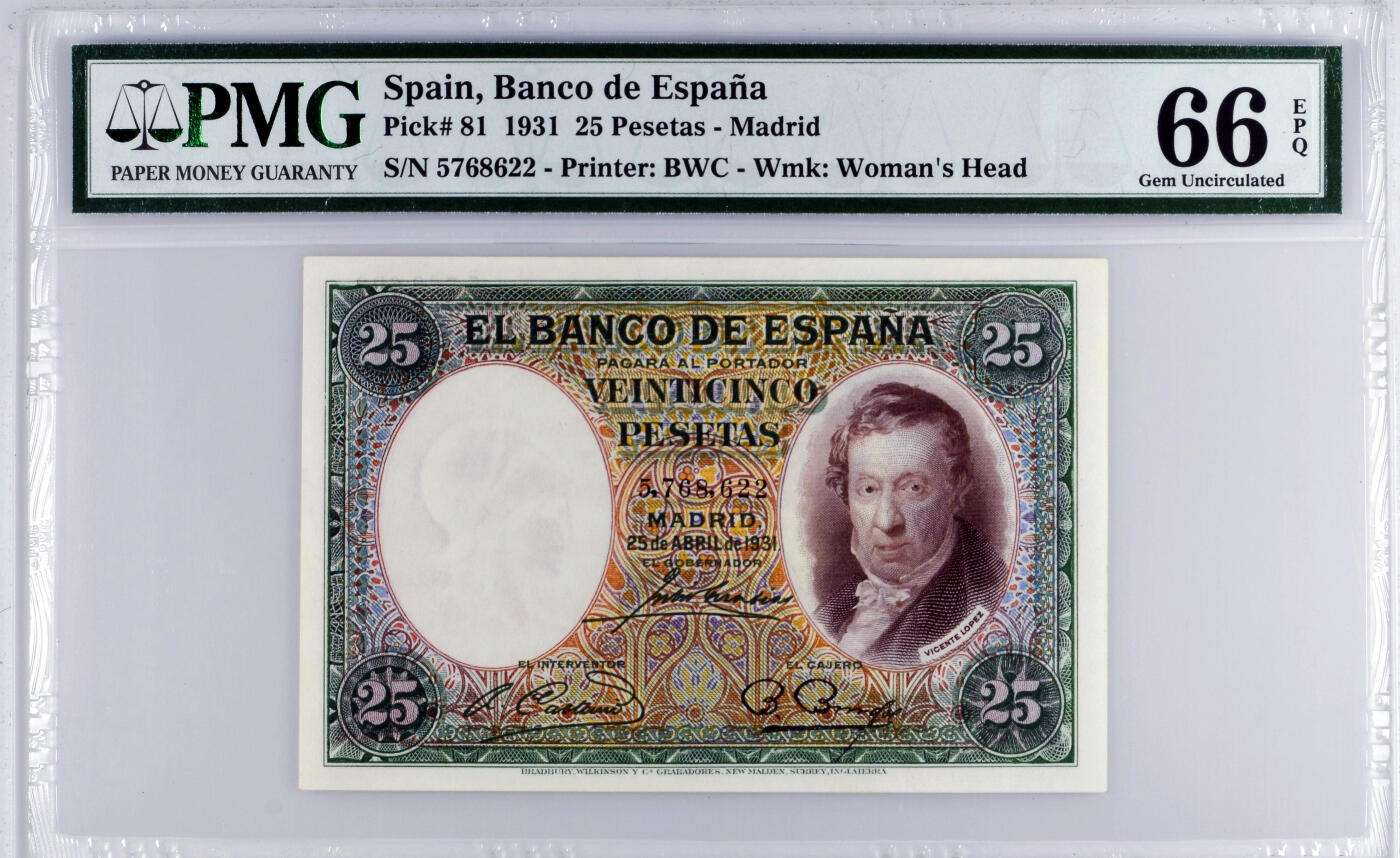 PMG
PAPER MONEY GUARANTY
Spain, Banco de España
Pick# 81 1931 25 Pesetas - Madrid
S/N 5768622 - Printer: BWC - Wmk: Woman's Head
66
EPQ
Gem Uncirculated
25
EL BANCO DE ESPAÑA
25
PAGARÁ AL PORTADOR
VEINTICINCO
PESETAS
5,768,622
MADRID,
25 de ABRIL de 1931
EL GOBERNADOR
VICENTE LOPEZ
EL INTERVENTOR
EL CAJERO
25
25
BRADBURY, WILKINSON Y Cª GRABADORES, NEW MALDEN, SURREY, INGLATERRA